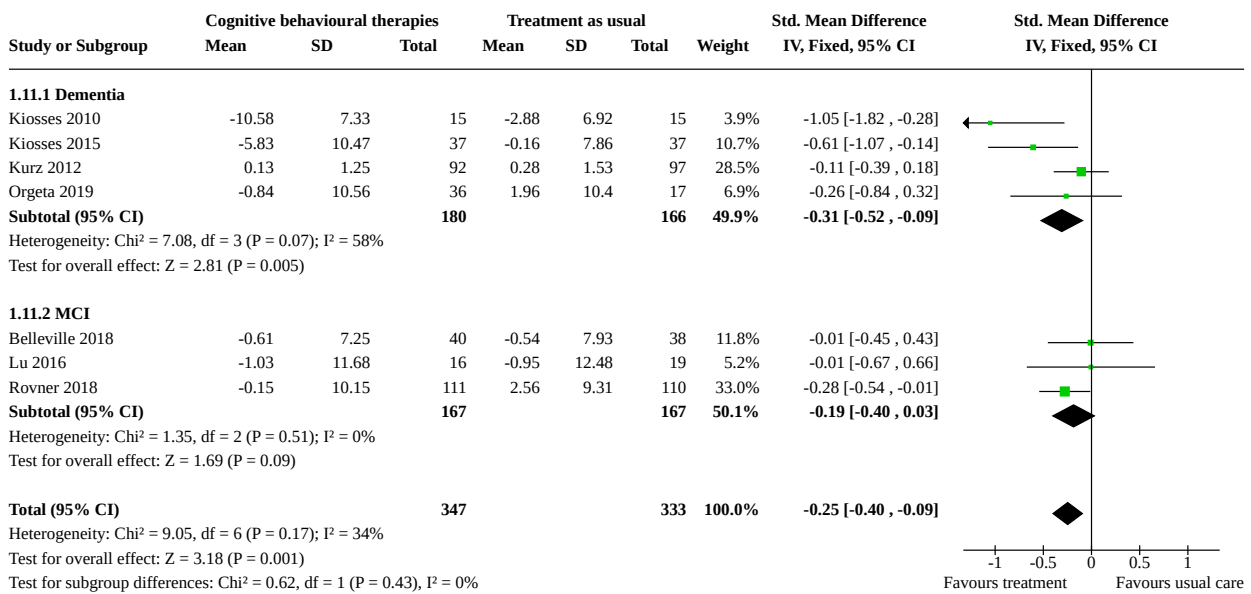 Cognitive behavioural therapies Treatment as usual Std. Mean Difference Std. Mean Difference
Study or Subgroup Mean SD Total Mean SD Total Weight IV, Fixed, 95% CI IV, Fixed, 95% CI
1.11.1 Dementia
Kiosses 2010 -10.58 7.33 15 -2.88 6.92 15 3.9% -1.05 [-1.82 , -0.28]
Kiosses 2015 -5.83 10.47 37 -0.16 7.86 37 10.7% -0.61 [-1.07 , -0.14]
Kurz 2012 0.13 1.25 92 0.28 1.53 97 28.5% -0.11 [-0.39 , 0.18]
Orgeta 2019 -0.84 10.56 36 1.96 10.4 17 6.9% -0.26 [-0.84 , 0.32]
Subtotal (95% CI) 180 166 49.9% -0.31 [-0.52 , -0.09]
Heterogeneity: Chi² = 7.08, df = 3 (P = 0.07); I² = 58%
Test for overall effect: Z = 2.81 (P = 0.005)
1.11.2 MCI
Belleville 2018 -0.61 7.25 40 -0.54 7.93 38 11.8% -0.01 [-0.45 , 0.43]
Lu 2016 -1.03 11.68 16 -0.95 12.48 19 5.2% -0.01 [-0.67 , 0.66]
Rovner 2018 -0.15 10.15 111 2.56 9.31 110 33.0% -0.28 [-0.54 , -0.01]
Subtotal (95% CI) 167 167 50.1% -0.19 [-0.40 , 0.03]
Heterogeneity: Chi² = 1.35, df = 2 (P = 0.51); I² = 0%
Test for overall effect: Z = 1.69 (P = 0.09)
Total (95% CI) 347 333 100.0% -0.25 [-0.40 , -0.09]
Heterogeneity: Chi² = 9.05, df = 6 (P = 0.17); I² = 34%
Test for overall effect: Z = 3.18 (P = 0.001)
-1 -0.5 0 0.5 1
Test for subgroup differences: Chi² = 0.62, df = 1 (P = 0.43), I² = 0% Favours treatment Favours usual care